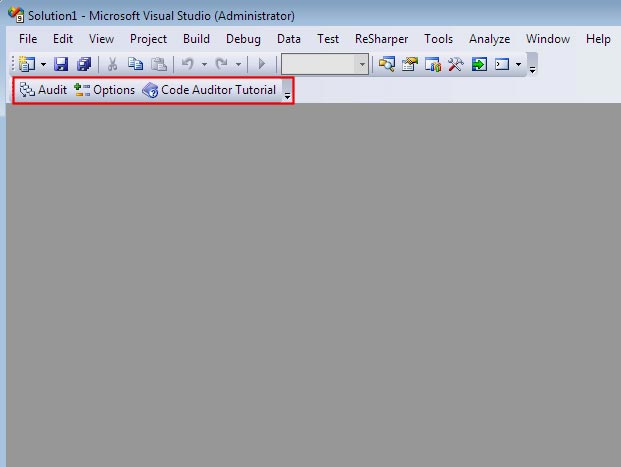 Solution1 - Microsoft Visual Studio (Administrator)
File Edit View Project Build Debug Data Test ReSharper Tools Analyze Window Help
Audit Options Code Auditor Tutorial